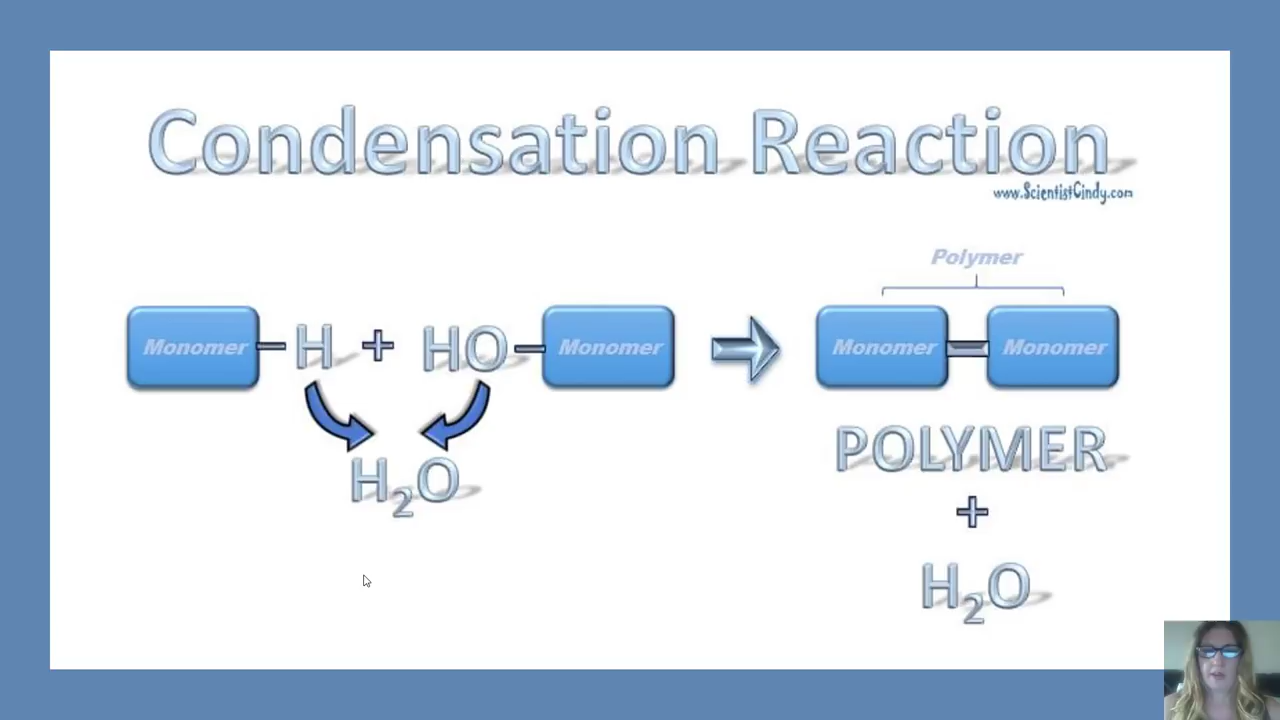 Condensation Reaction
www.ScientistCindy.com
Polymer
Monomer H + HO Monomer Monomer Monomer
H₂O
POLYMER
+
H₂O